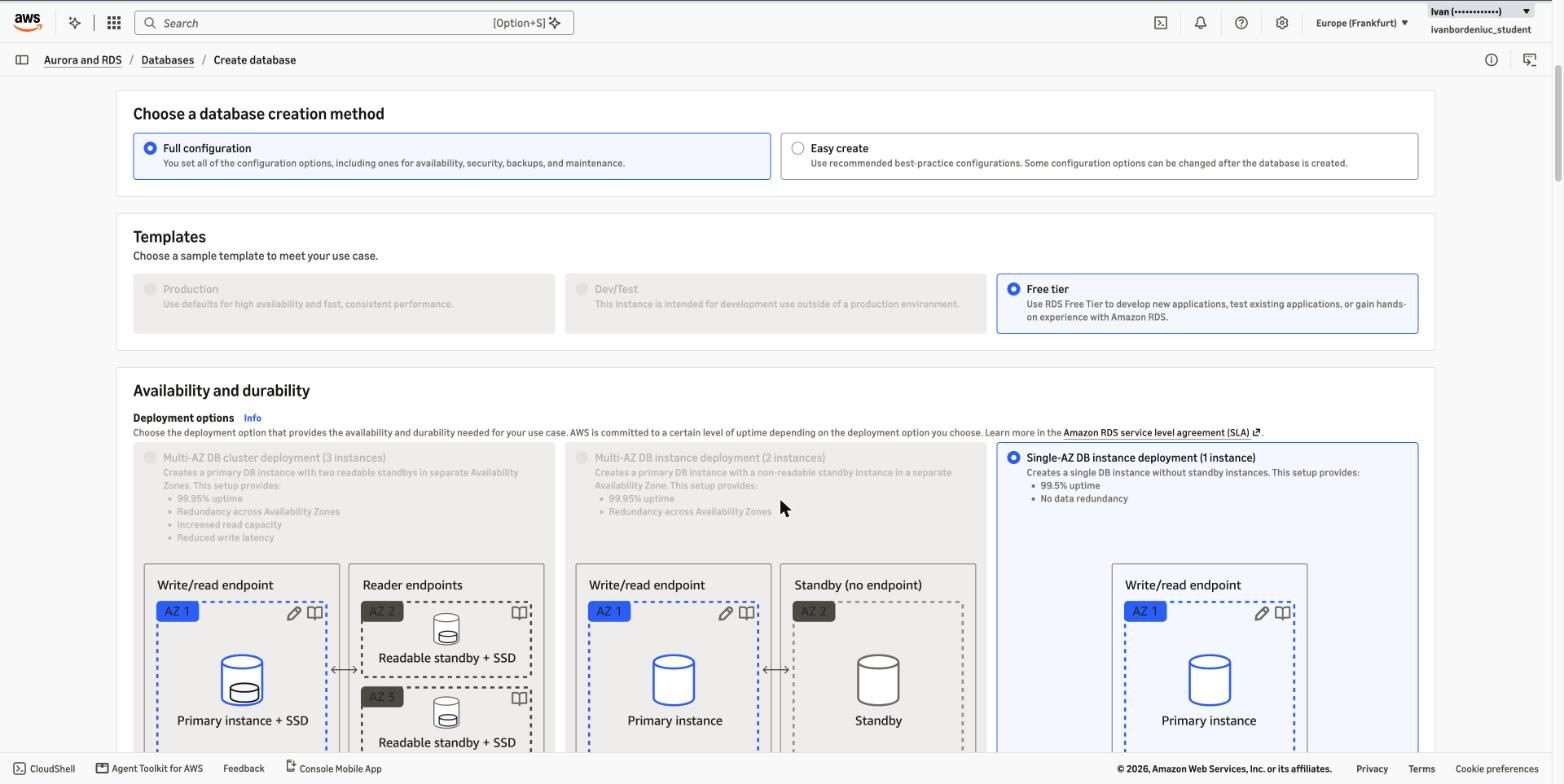 aws
Search [Option+S]
Europe (Frankfurt)
Ivan (••••••••••••)
ivanbordeniuc_student
Aurora and RDS / Databases / Create database
Choose a database creation method
Full configuration
You set all of the configuration options, including ones for availability, security, backups, and maintenance.
Easy create
Use recommended best-practice configurations. Some configuration options can be changed after the database is created.
Templates
Choose a sample template to meet your use case.
Production
Use defaults for high availability and fast, consistent performance.
Dev/Test
This instance is intended for development use outside of a production environment.
Free tier
Use RDS Free Tier to develop new applications, test existing applications, or gain hands-
on experience with Amazon RDS.
Availability and durability
Deployment options Info
Choose the deployment option that provides the availability and durability needed for your use case. AWS is committed to a certain level of uptime depending on the deployment option you choose. Learn more in the Amazon RDS service level agreement (SLA).
Multi-AZ DB cluster deployment (3 instances)
Creates a primary DB instance with two readable standbys in separate Availability
Zones. This setup provides:
• 99.95% uptime
• Redundancy across Availability Zones
• Increased read capacity
• Reduced write latency
Write/read endpoint
AZ 1
Primary instance + SSD
Reader endpoints
AZ 2
Readable standby + SSD
AZ 3
Readable standby + SSD
Multi-AZ DB instance deployment (2 instances)
Creates a primary DB instance with a non-readable standby instance in a separate
Availability Zone. This setup provides:
• 99.95% uptime
• Redundancy across Availability Zones
Write/read endpoint
AZ 1
Primary instance
Standby (no endpoint)
AZ 2
Standby
Single-AZ DB instance deployment (1 instance)
Creates a single DB instance without standby instances. This setup provides:
• 99.5% uptime
• No data redundancy
Write/read endpoint
AZ 1
Primary instance
CloudShell Agent Toolkit for AWS Feedback Console Mobile App © 2026, Amazon Web Services, Inc. or its affiliates. Privacy Terms Cookie preferences